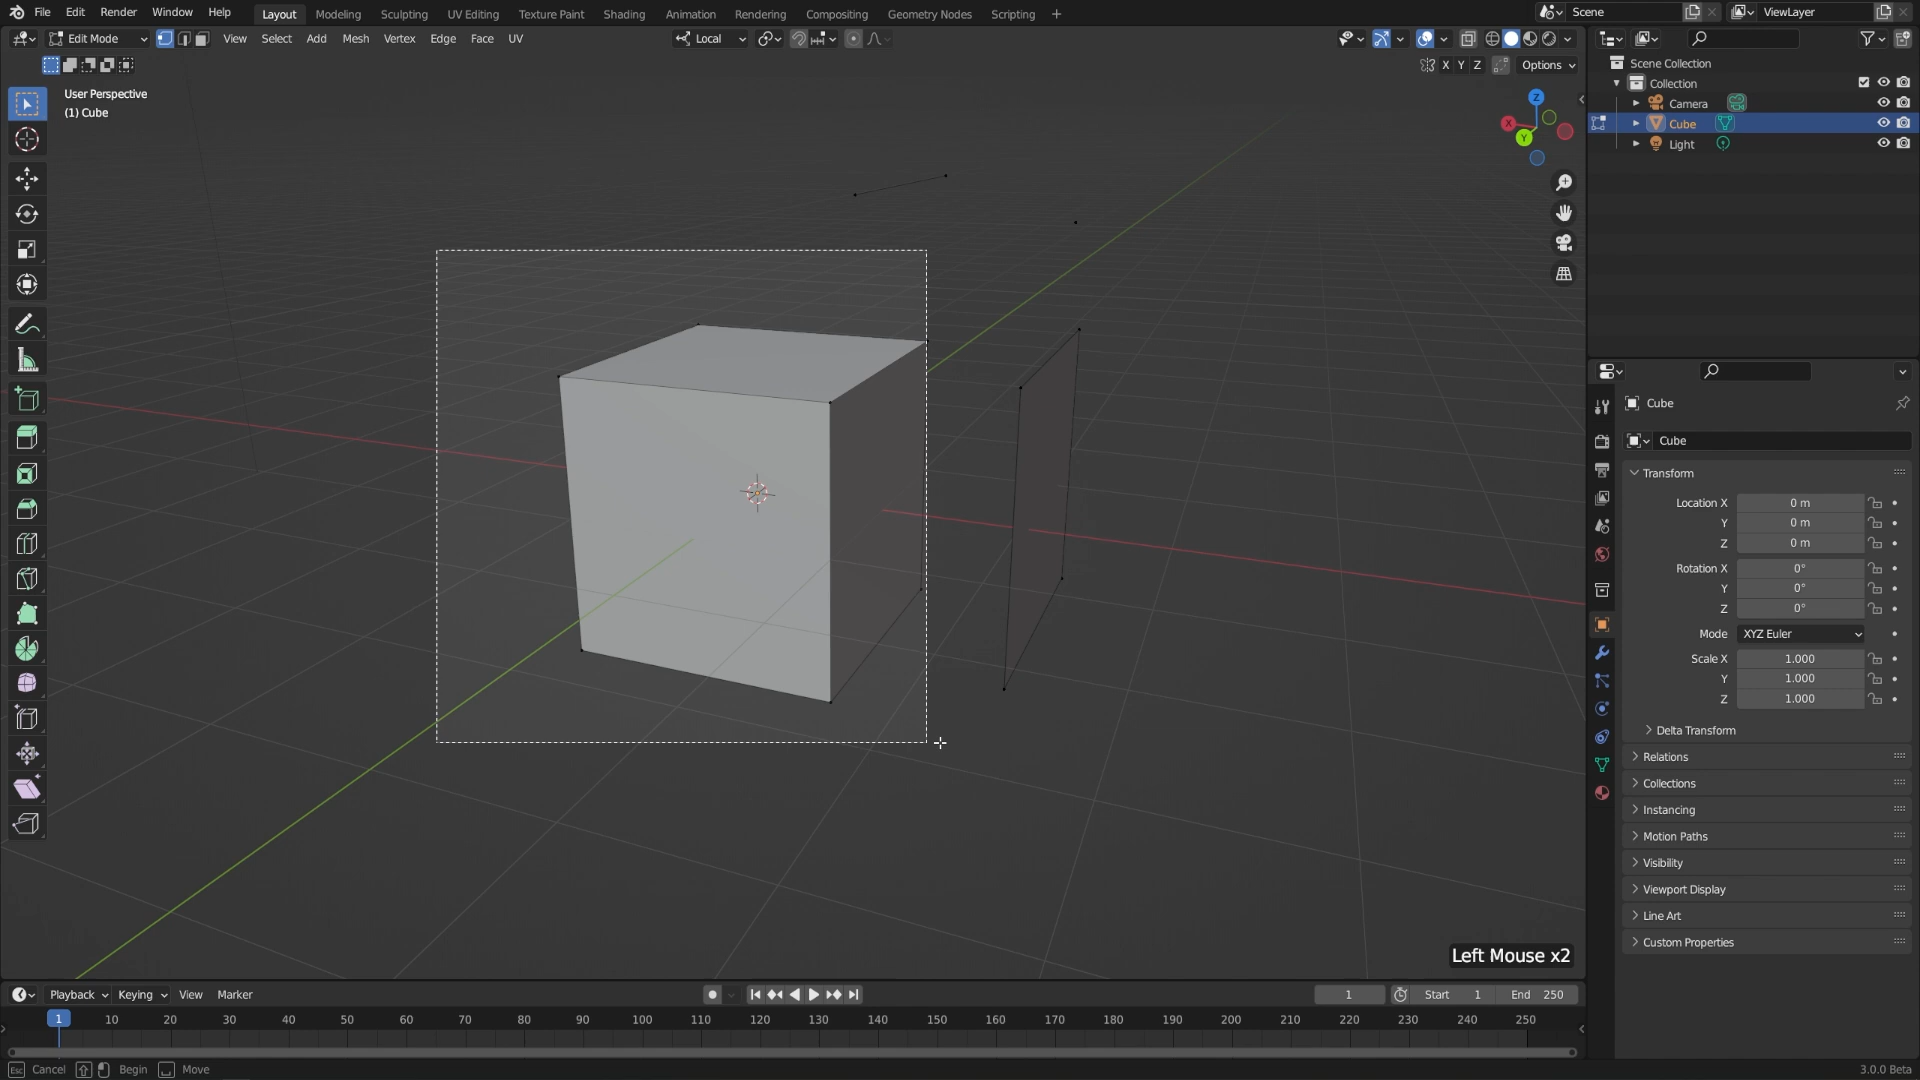 File Edit Render Window Help Layout Modeling Sculpting UV Editing Texture Paint Shading Animation Rendering Compositing Geometry Nodes Scripting + Scene ViewLayer
Edit Mode View Select Add Mesh Vertex Edge Face UV Local
X Y Z Options
User Perspective
(1) Cube
Z
X
Y
Scene Collection
Collection
Camera
Cube
Light
Cube
Cube
Transform
Location X 0 m
Y 0 m
Z 0 m
Rotation X 0°
Y 0°
Z 0°
Mode XYZ Euler
Scale X 1.000
Y 1.000
Z 1.000
Delta Transform
Relations
Collections
Instancing
Motion Paths
Visibility
Viewport Display
Line Art
Custom Properties
Left Mouse x2
Playback Keying View Marker 1 Start 1 End 250
1 10 20 30 40 50 60 70 80 90 100 110 120 130 140 150 160 170 180 190 200 210 220 230 240 250
Esc Cancel Begin Move 3.0.0 Beta